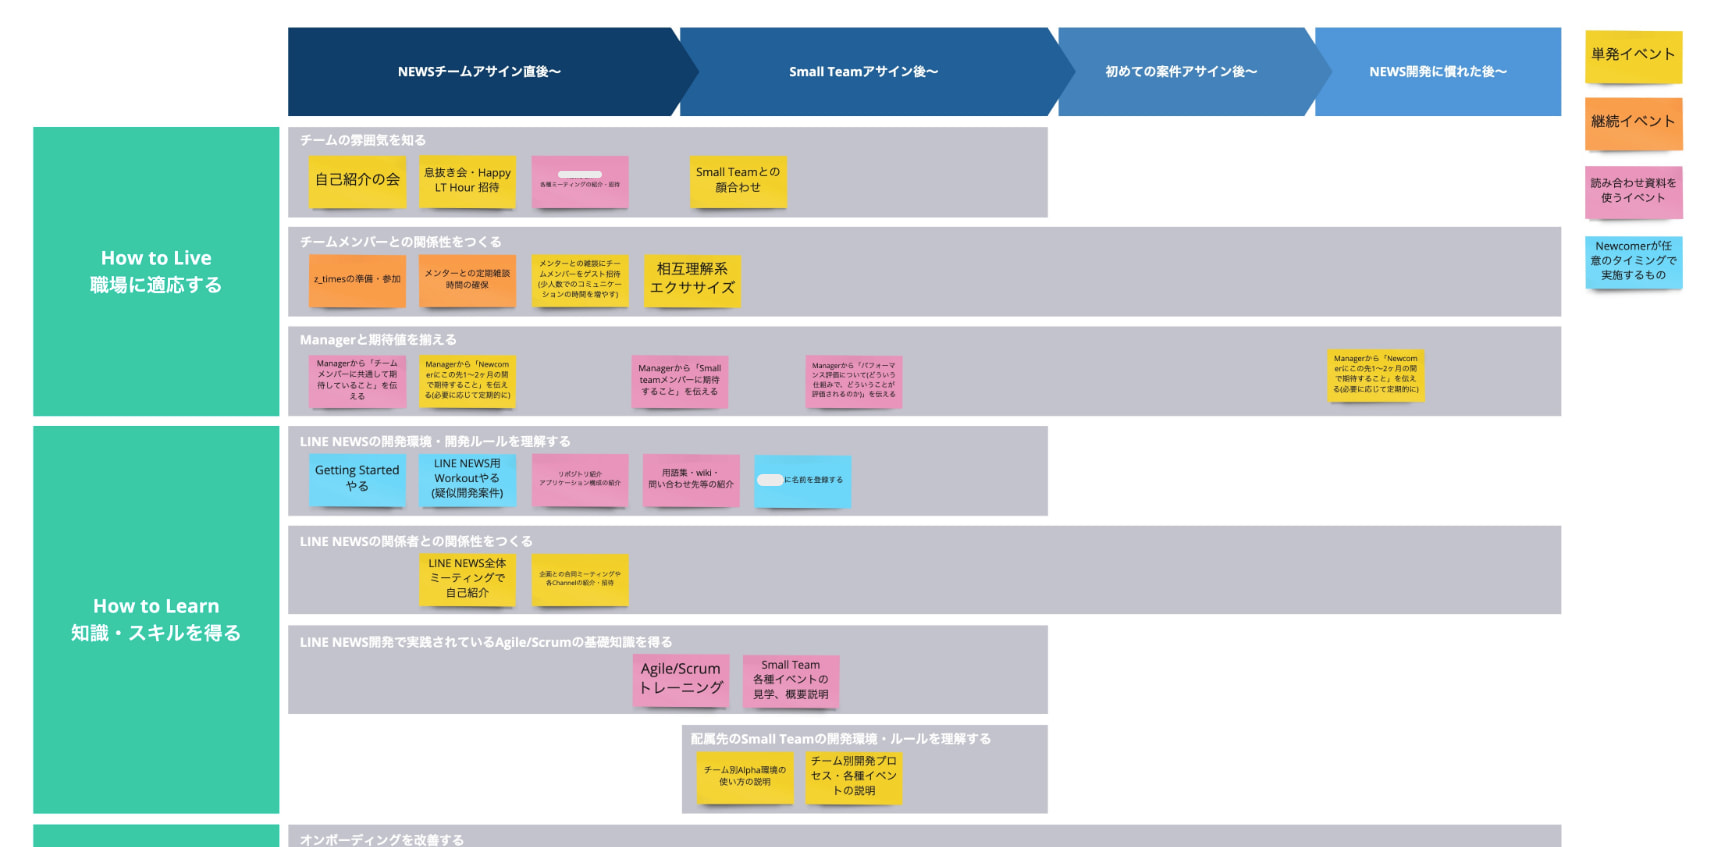 NEWSチームアサイン直後〜
Small Teamアサイン後〜
初めての案件アサイン後〜
NEWS開発に慣れた後〜
単発イベント
継続イベント
読み合わせ資料を
使うイベント
Newcomerが任
意のタイミングで
実施するもの
How to Live
職場に適応する
チームの雰囲気を知る
自己紹介の会
息抜き会・Happy
LT Hour 招待
各種ミーティングの紹介・招待
Small Teamとの
顔合わせ
チームメンバーとの関係性をつくる
z_timesの準備・参加
メンターとの定期雑談
時間の確保
メンターとの雑談にチー
ムメンバーをゲスト招待
(少人数でのコミュニケー
ションの時間を増やす)
相互理解系
エクササイズ
Managerと期待値を揃える
Managerから「チーム
メンバーに共通して期
待していること」を伝
える
Managerから「Newcom
erにこの先1〜2ヶ月の間
で期待すること」を伝え
る(必要に応じて定期的に)
Managerから「Small
teamメンバーに期待
すること」を伝える
Managerから「パフォーマ
ンス評価について(どういう
仕組みで、どういうことが
評価されるのか)」を伝える
Managerから「Newcom
erにこの先1〜2ヶ月の間
で期待すること」を伝え
る(必要に応じて定期的に)
How to Learn
知識・スキルを得る
LINE NEWSの開発環境・開発ルールを理解する
Getting Started
やる
LINE NEWS用
Workoutやる
(疑似開発案件)
リポジトリ紹介
アプリケーション構成の紹介
用語集・wiki・
問い合わせ先等の紹介
に名前を登録する
LINE NEWSの関係者との関係性をつくる
LINE NEWS全体
ミーティングで
自己紹介
企画との合同ミーティングや
各Channelの紹介・招待
LINE NEWS開発で実践されているAgile/Scrumの基礎知識を得る
Agile/Scrum
トレーニング
Small Team
各種イベントの
見学、概要説明
配属先のSmall Teamの開発環境・ルールを理解する
チーム別Alpha環境の
使い方の説明
チーム別開発プロ
セス・各種イベン
トの説明
オンボーディングを改善する